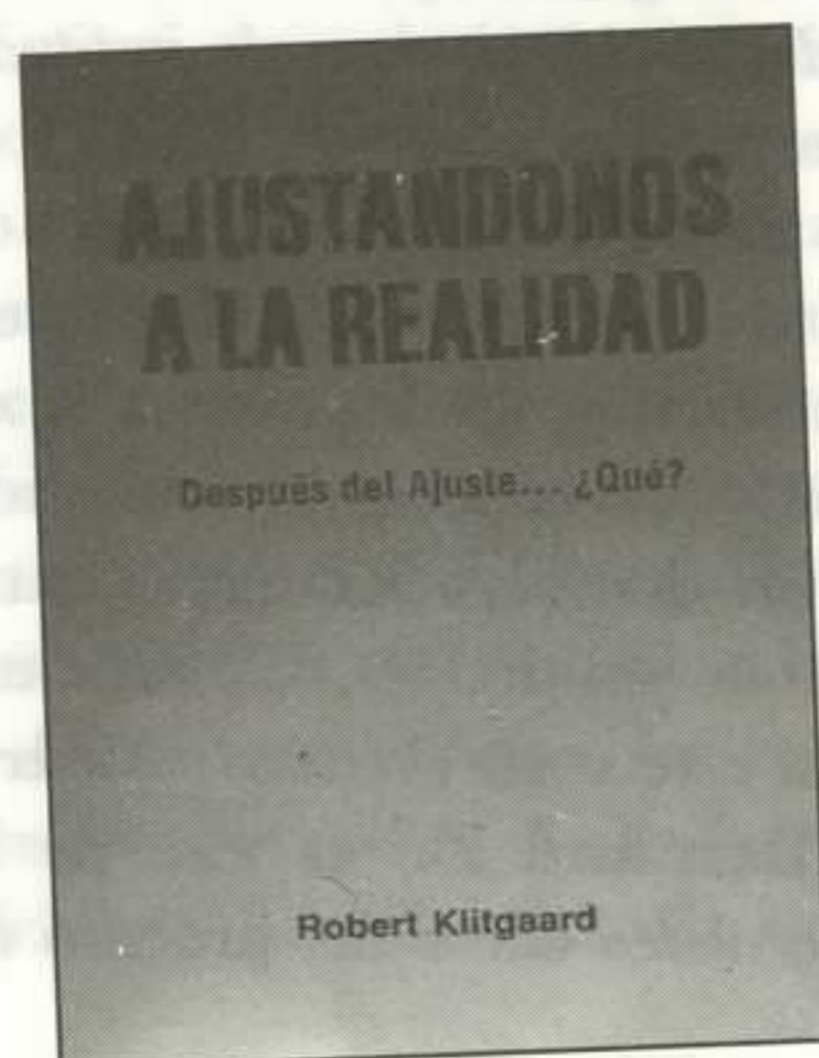 AJUSTANDONOS
A LA REALIDAD
Después del Ajuste... ¿Qué?
Robert Klitgaard